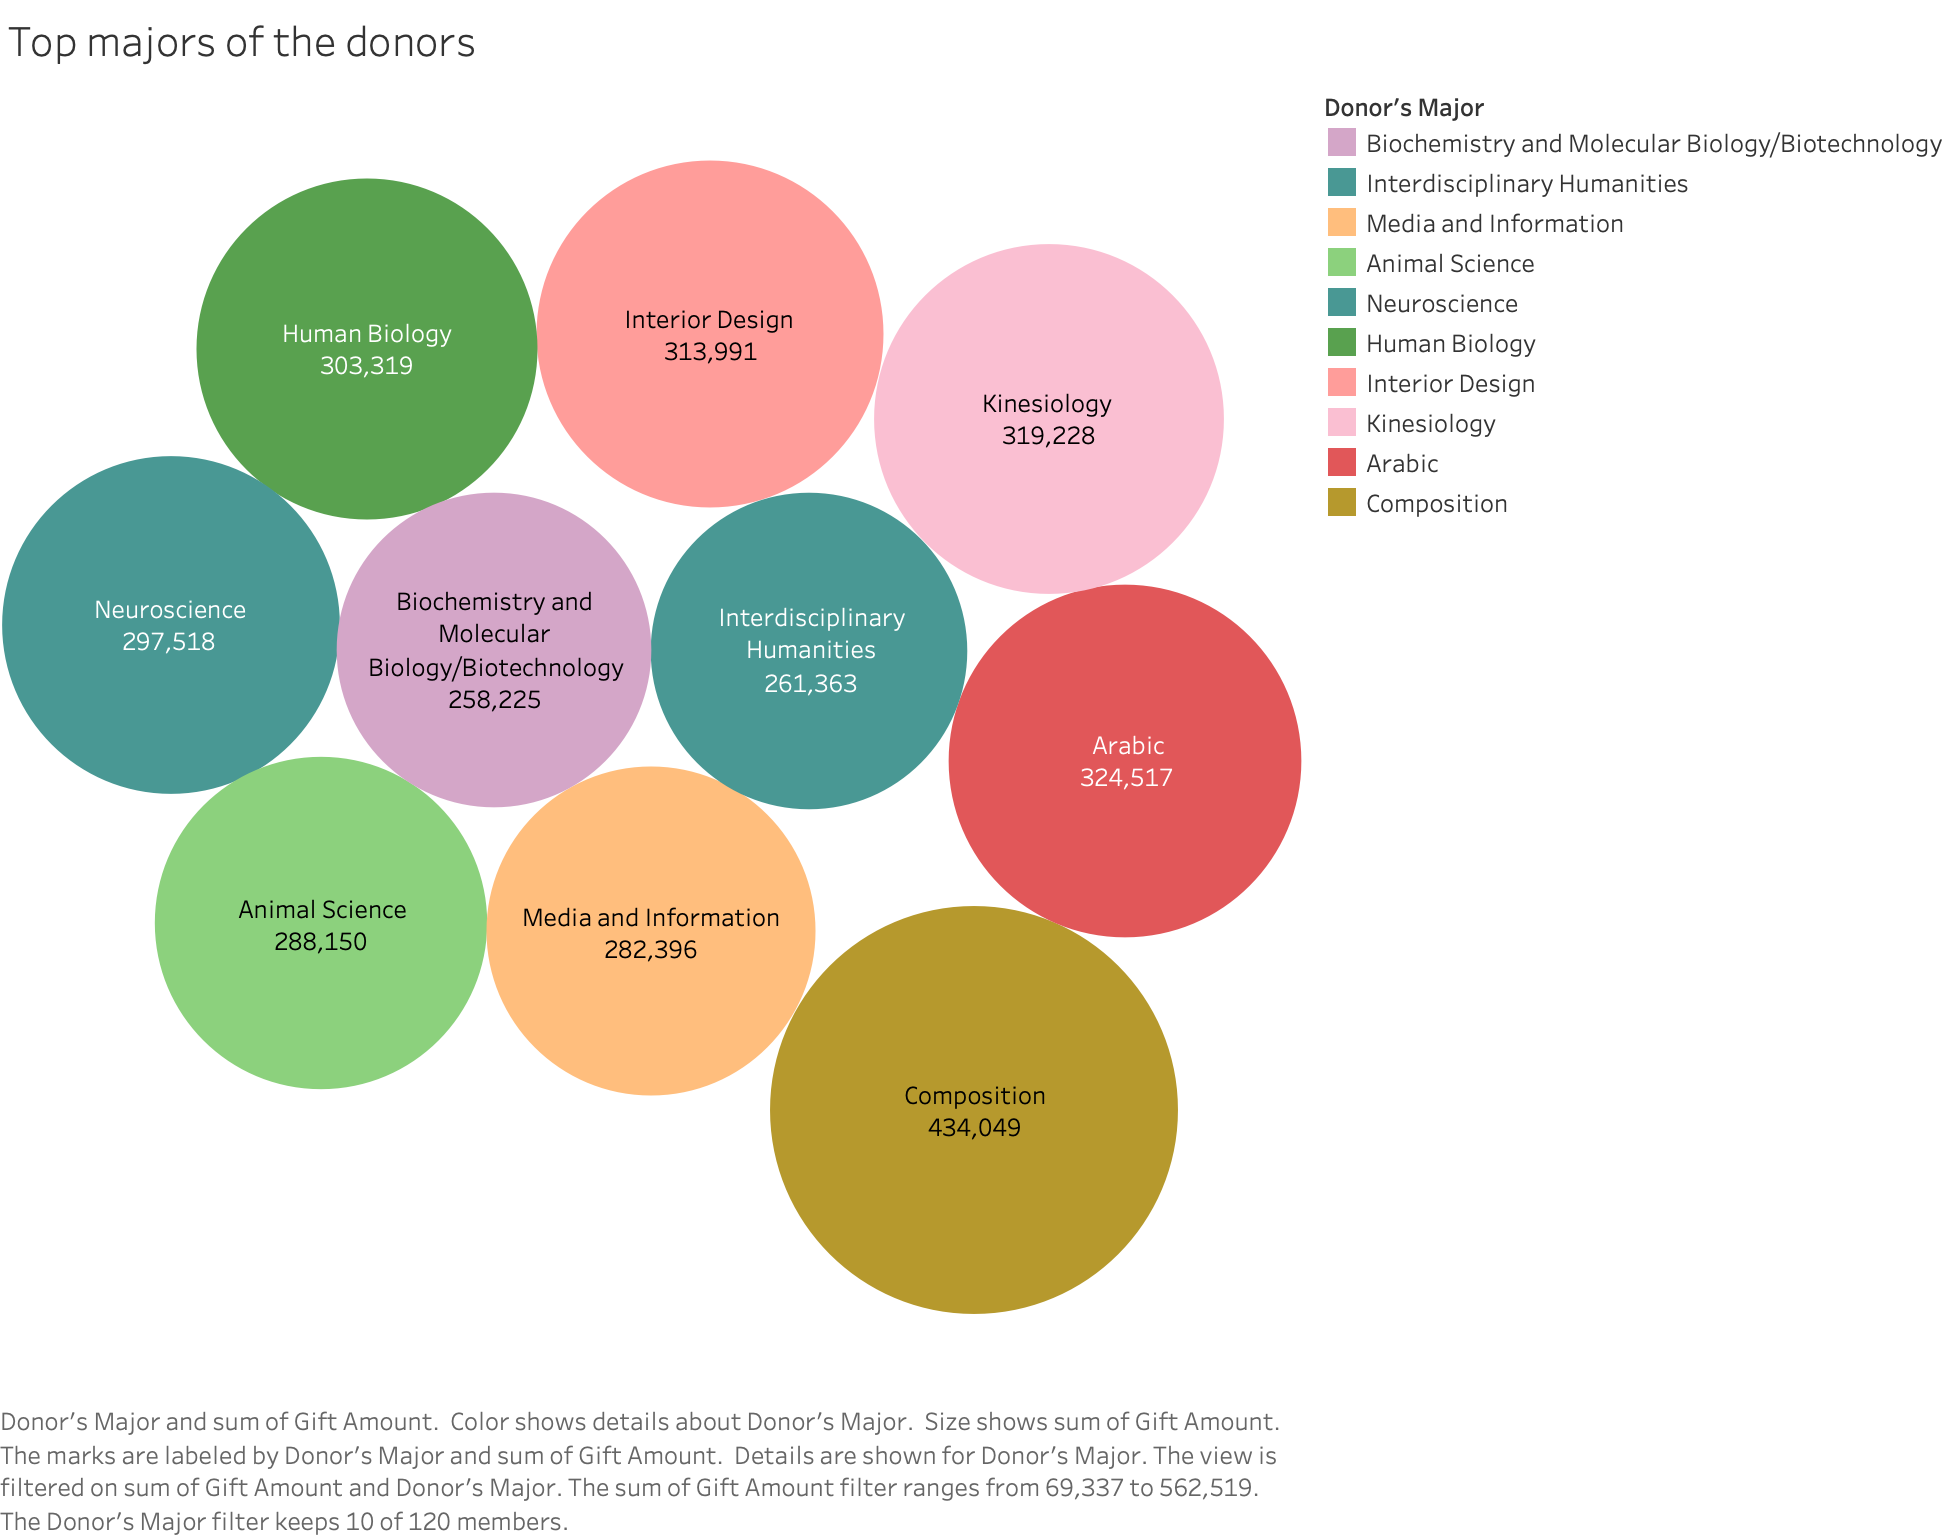 Top majors of the donors
Donor's Major
Biochemistry and Molecular Biology/Biotechnology
Interdisciplinary Humanities
Media and Information
Animal Science
Neuroscience
Human Biology
Interior Design
Kinesiology
Arabic
Composition
Human Biology
303,319
Interior Design
313,991
Kinesiology
319,228
Neuroscience
297,518
Biochemistry and
Molecular
Biology/Biotechnology
258,225
Interdisciplinary
Humanities
261,363
Arabic
324,517
Animal Science
288,150
Media and Information
282,396
Composition
434,049
Donor's Major and sum of Gift Amount.  Color shows details about Donor's Major.  Size shows sum of Gift Amount.
The marks are labeled by Donor's Major and sum of Gift Amount.  Details are shown for Donor's Major. The view is
filtered on sum of Gift Amount and Donor's Major. The sum of Gift Amount filter ranges from 69,337 to 562,519.
The Donor's Major filter keeps 10 of 120 members.